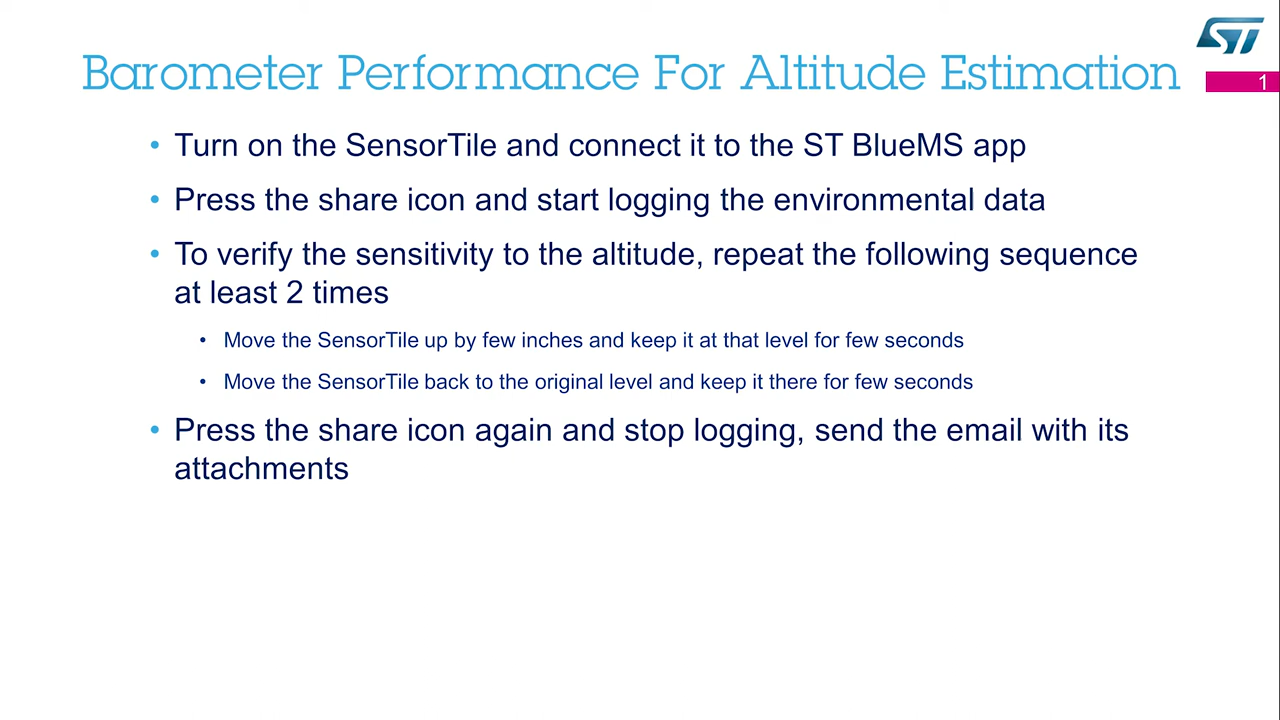 ST
Barometer Performance For Altitude Estimation
1
• Turn on the SensorTile and connect it to the ST BlueMS app
• Press the share icon and start logging the environmental data
• To verify the sensitivity to the altitude, repeat the following sequence
at least 2 times
• Move the SensorTile up by few inches and keep it at that level for few seconds
• Move the SensorTile back to the original level and keep it there for few seconds
• Press the share icon again and stop logging, send the email with its
attachments